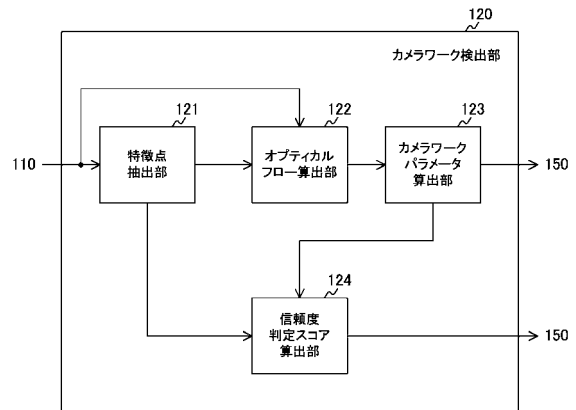 120
カメラワーク検出部
121
122
123
110
特徴点
抽出部
オプティカル
フロー算出部
カメラワーク
パラメータ
算出部
150
124
信頼度
判定スコア
算出部
150